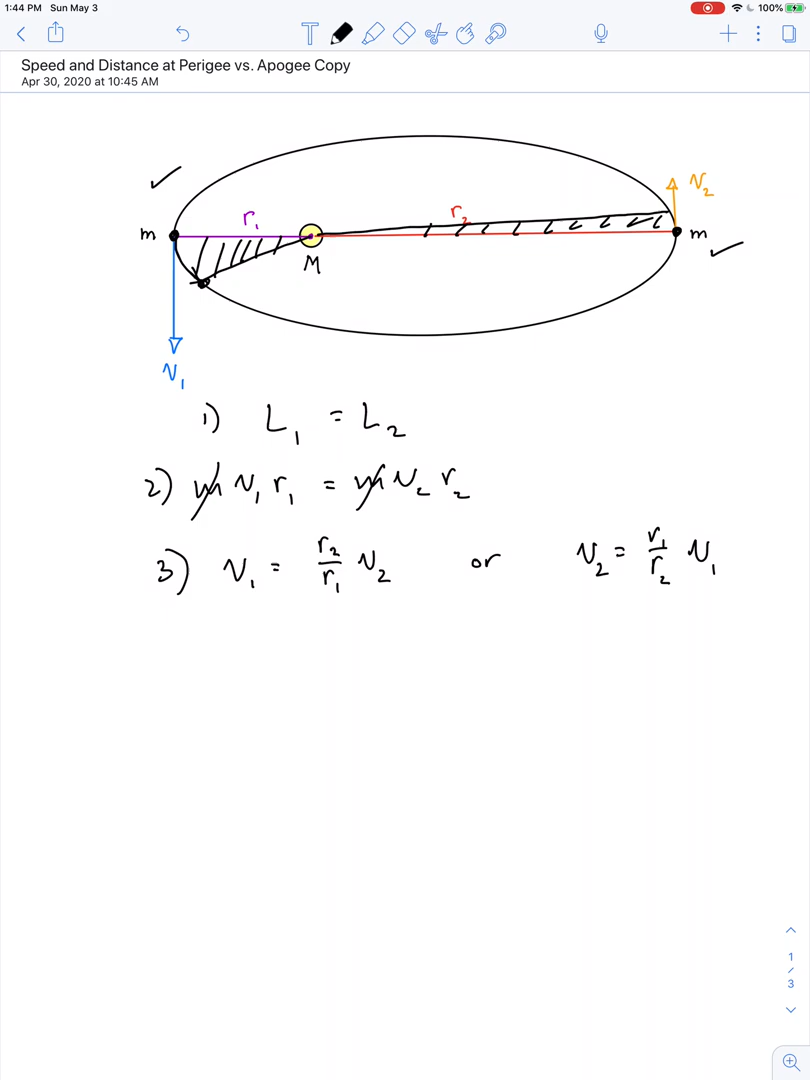 1:44 PM Sun May 3
100%
Speed and Distance at Perigee vs. Apogee Copy
Apr 30, 2020 at 10:45 AM
v₂
r₁
r₂
m
m
M
v₁
1) L₁ = L₂
2) m v₁ r₁ = m v₂ r₂
3) v₁ = r₂/r₁ v₂ or v₂ = r₁/r₂ v₁
1
/
3